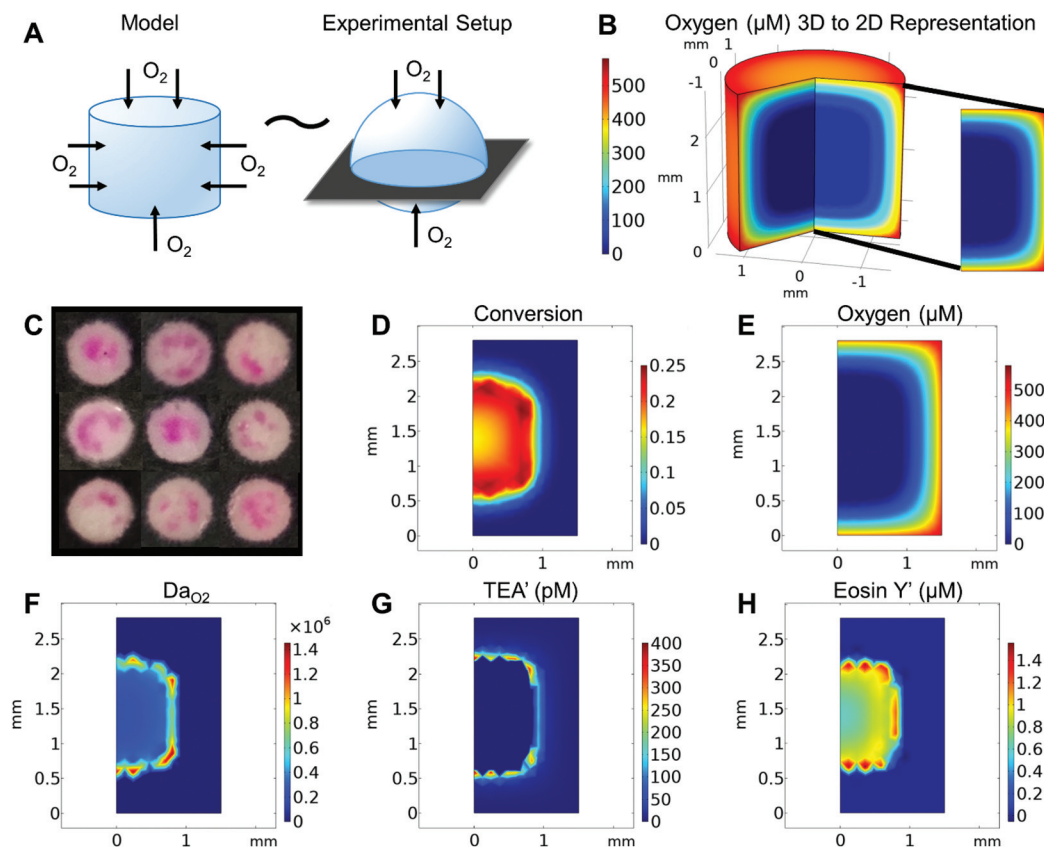 A
Model
Experimental Setup
O2
O2
O2
O2
O2
O2
O2
B
Oxygen (µM) 3D to 2D Representation
mm
1
0
-1
500
400
300
200
100
0
2
1
0
mm
1
0
-1
mm
C
D
Conversion
2.5
2
1.5
1
0.5
0
mm
0
1
mm
0.25
0.2
0.15
0.1
0.05
0
E
Oxygen (µM)
2.5
2
1.5
1
0.5
0
mm
0
1
mm
500
400
300
200
100
0
F
DaO2
2.5
2
1.5
1
0.5
0
mm
0
1
mm
×10⁶
1.4
1.2
1
0.8
0.6
0.4
0.2
0
G
TEA' (pM)
2.5
2
1.5
1
0.5
0
mm
0
1
mm
400
350
300
250
200
150
100
50
0
H
Eosin Y' (µM)
2.5
2
1.5
1
0.5
0
mm
0
1
mm
1.4
1.2
1
0.8
0.6
0.4
0.2
0